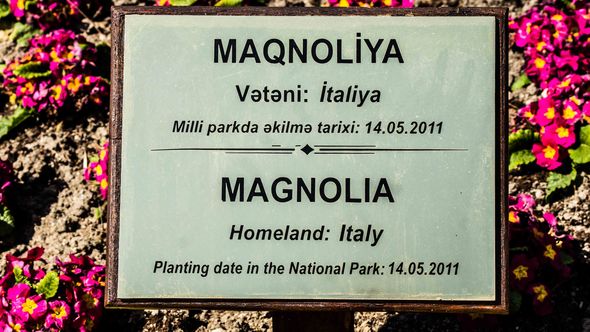 MAQNOLİYA
Vətəni: İtaliya
Milli parkda əkilmə tarixi: 14.05.2011
MAGNOLIA
Homeland: Italy
Planting date in the National Park: 14.05.2011